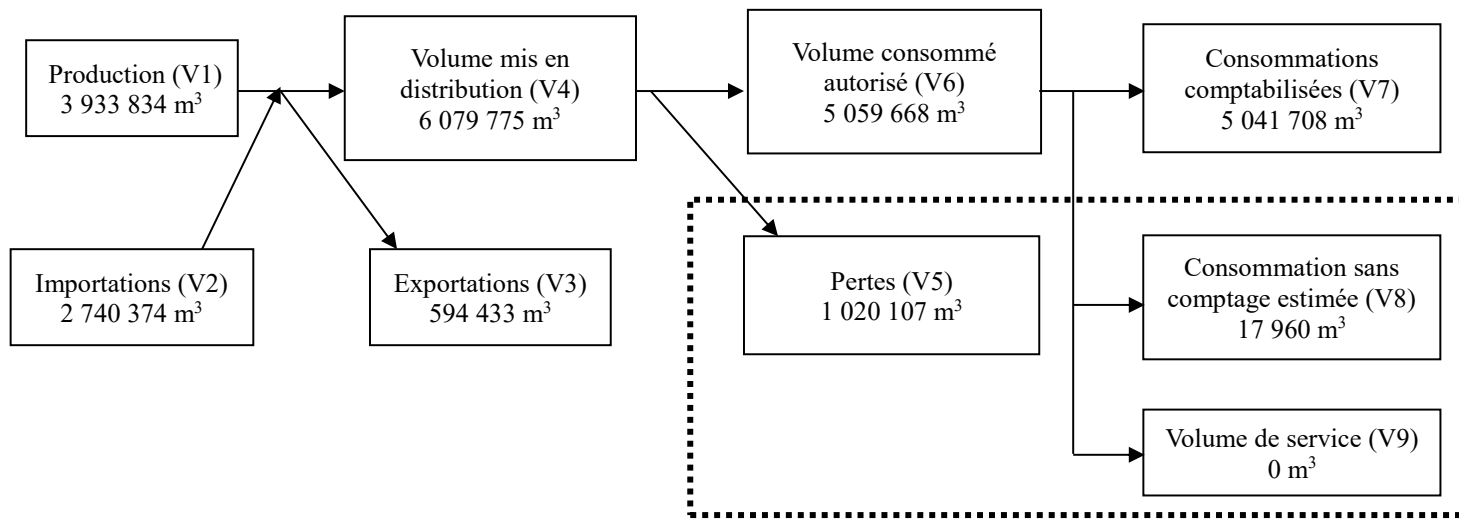 Production (V1)
3 933 834 m³
Volume mis en
distribution (V4)
6 079 775 m³
Volume consommé
autorisé (V6)
5 059 668 m³
Consommations
comptabilisées (V7)
5 041 708 m³
Importations (V2)
2 740 374 m³
Exportations (V3)
594 433 m³
Pertes (V5)
1 020 107 m³
Consommation sans
comptage estimée (V8)
17 960 m³
Volume de service (V9)
0 m³